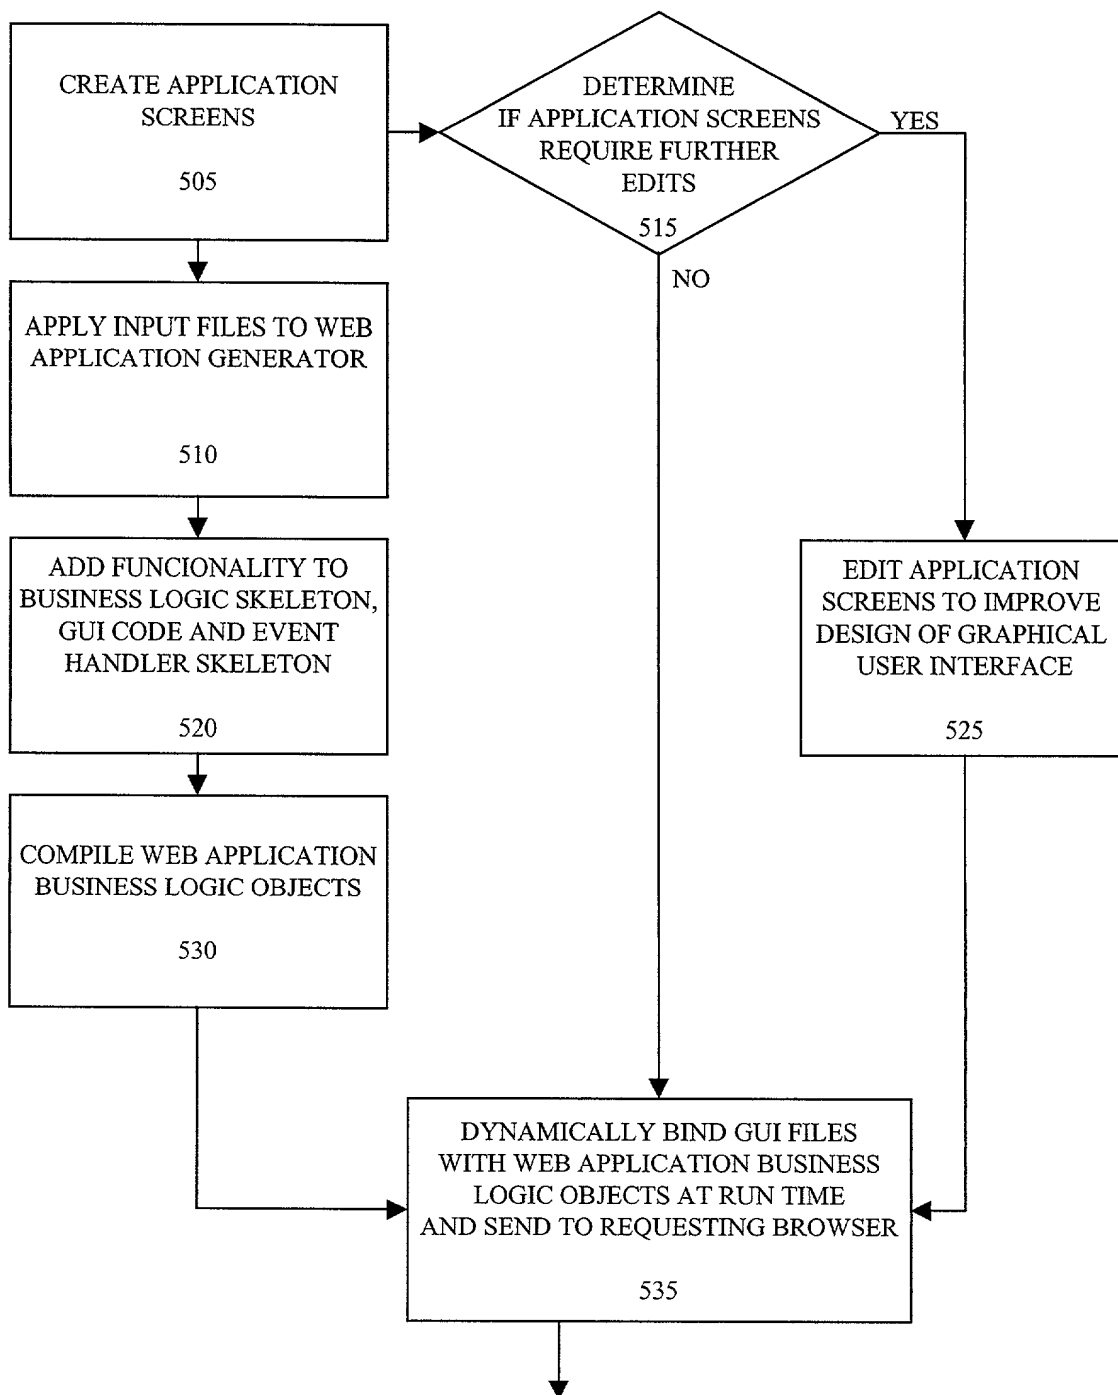 CREATE APPLICATION
SCREENS
505
DETERMINE
IF APPLICATION SCREENS
REQUIRE FURTHER
EDITS
515
YES
NO
APPLY INPUT FILES TO WEB
APPLICATION GENERATOR
510
ADD FUNCIONALITY TO
BUSINESS LOGIC SKELETON,
GUI CODE AND EVENT
HANDLER SKELETON
520
EDIT APPLICATION
SCREENS TO IMPROVE
DESIGN OF GRAPHICAL
USER INTERFACE
525
COMPILE WEB APPLICATION
BUSINESS LOGIC OBJECTS
530
DYNAMICALLY BIND GUI FILES
WITH WEB APPLICATION BUSINESS
LOGIC OBJECTS AT RUN TIME
AND SEND TO REQUESTING BROWSER
535